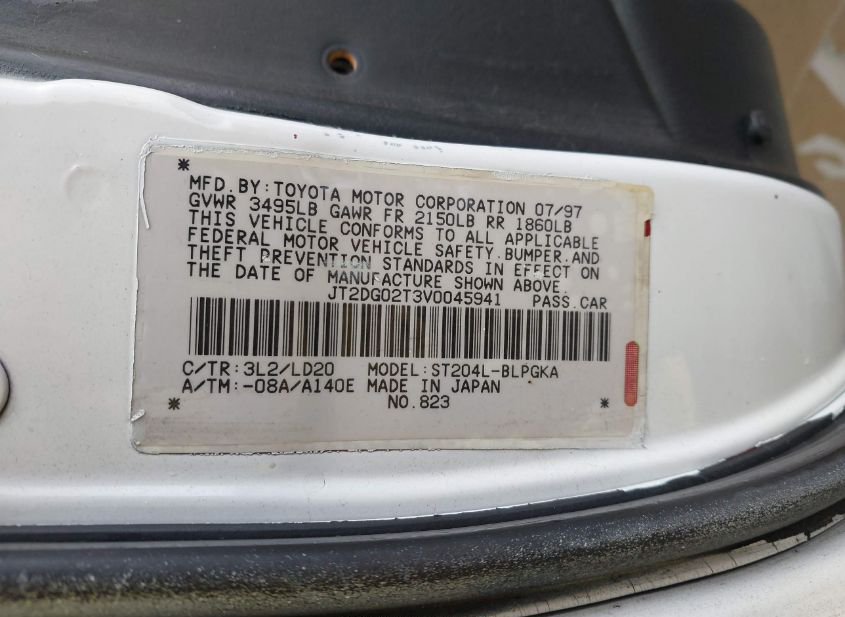 *
MFD.BY:TOYOTA MOTOR CORPORATION 07/97
GVWR 3495LB GAWR FR 2150LB RR 1860LB
THIS VEHICLE CONFORMS TO ALL APPLICABLE
FEDERAL MOTOR VEHICLE SAFETY.BUMPER.AND
THEFT PREVENTION STANDARDS IN EFFECT ON
THE DATE OF MANUFACTURE SHOWN ABOVE.
JT2DG02T3V0045941 PASS.CAR
C/TR:3L2/LD20 MODEL:ST204L-BLPGKA
A/TM:-08A/A140E MADE IN JAPAN
* NO.823 *